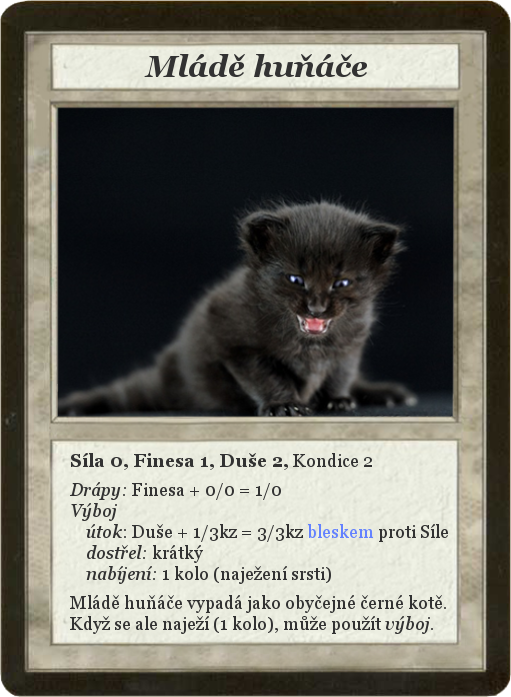 Mládě huňáče
Síla 0, Finesa 1, Duše 2, Kondice 2
Drápy: Finesa + 0/0 = 1/0
Výboj
útok: Duše + 1/3kz = 3/3kz bleskem proti Síle
dostřel: krátký
nabíjení: 1 kolo (naježení srsti)
Mládě huňáče vypadá jako obyčejné černé kotě.
Když se ale naježí (1 kolo), může použít výboj.